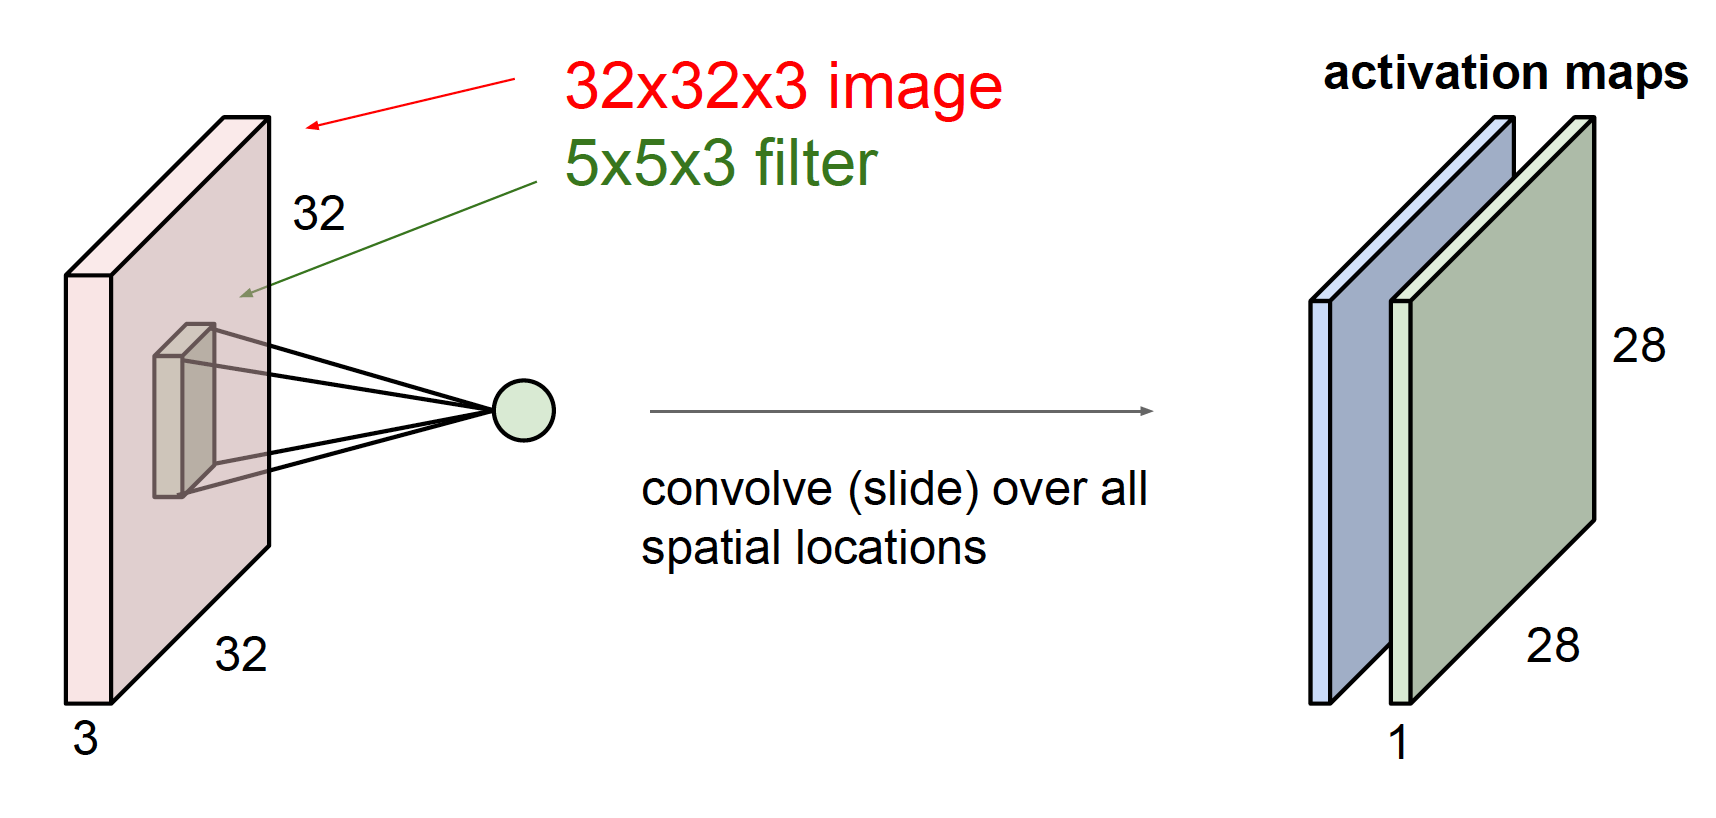 32x32x3 image
5x5x3 filter
32
32
3
convolve (slide) over all
spatial locations
activation maps
28
28
1